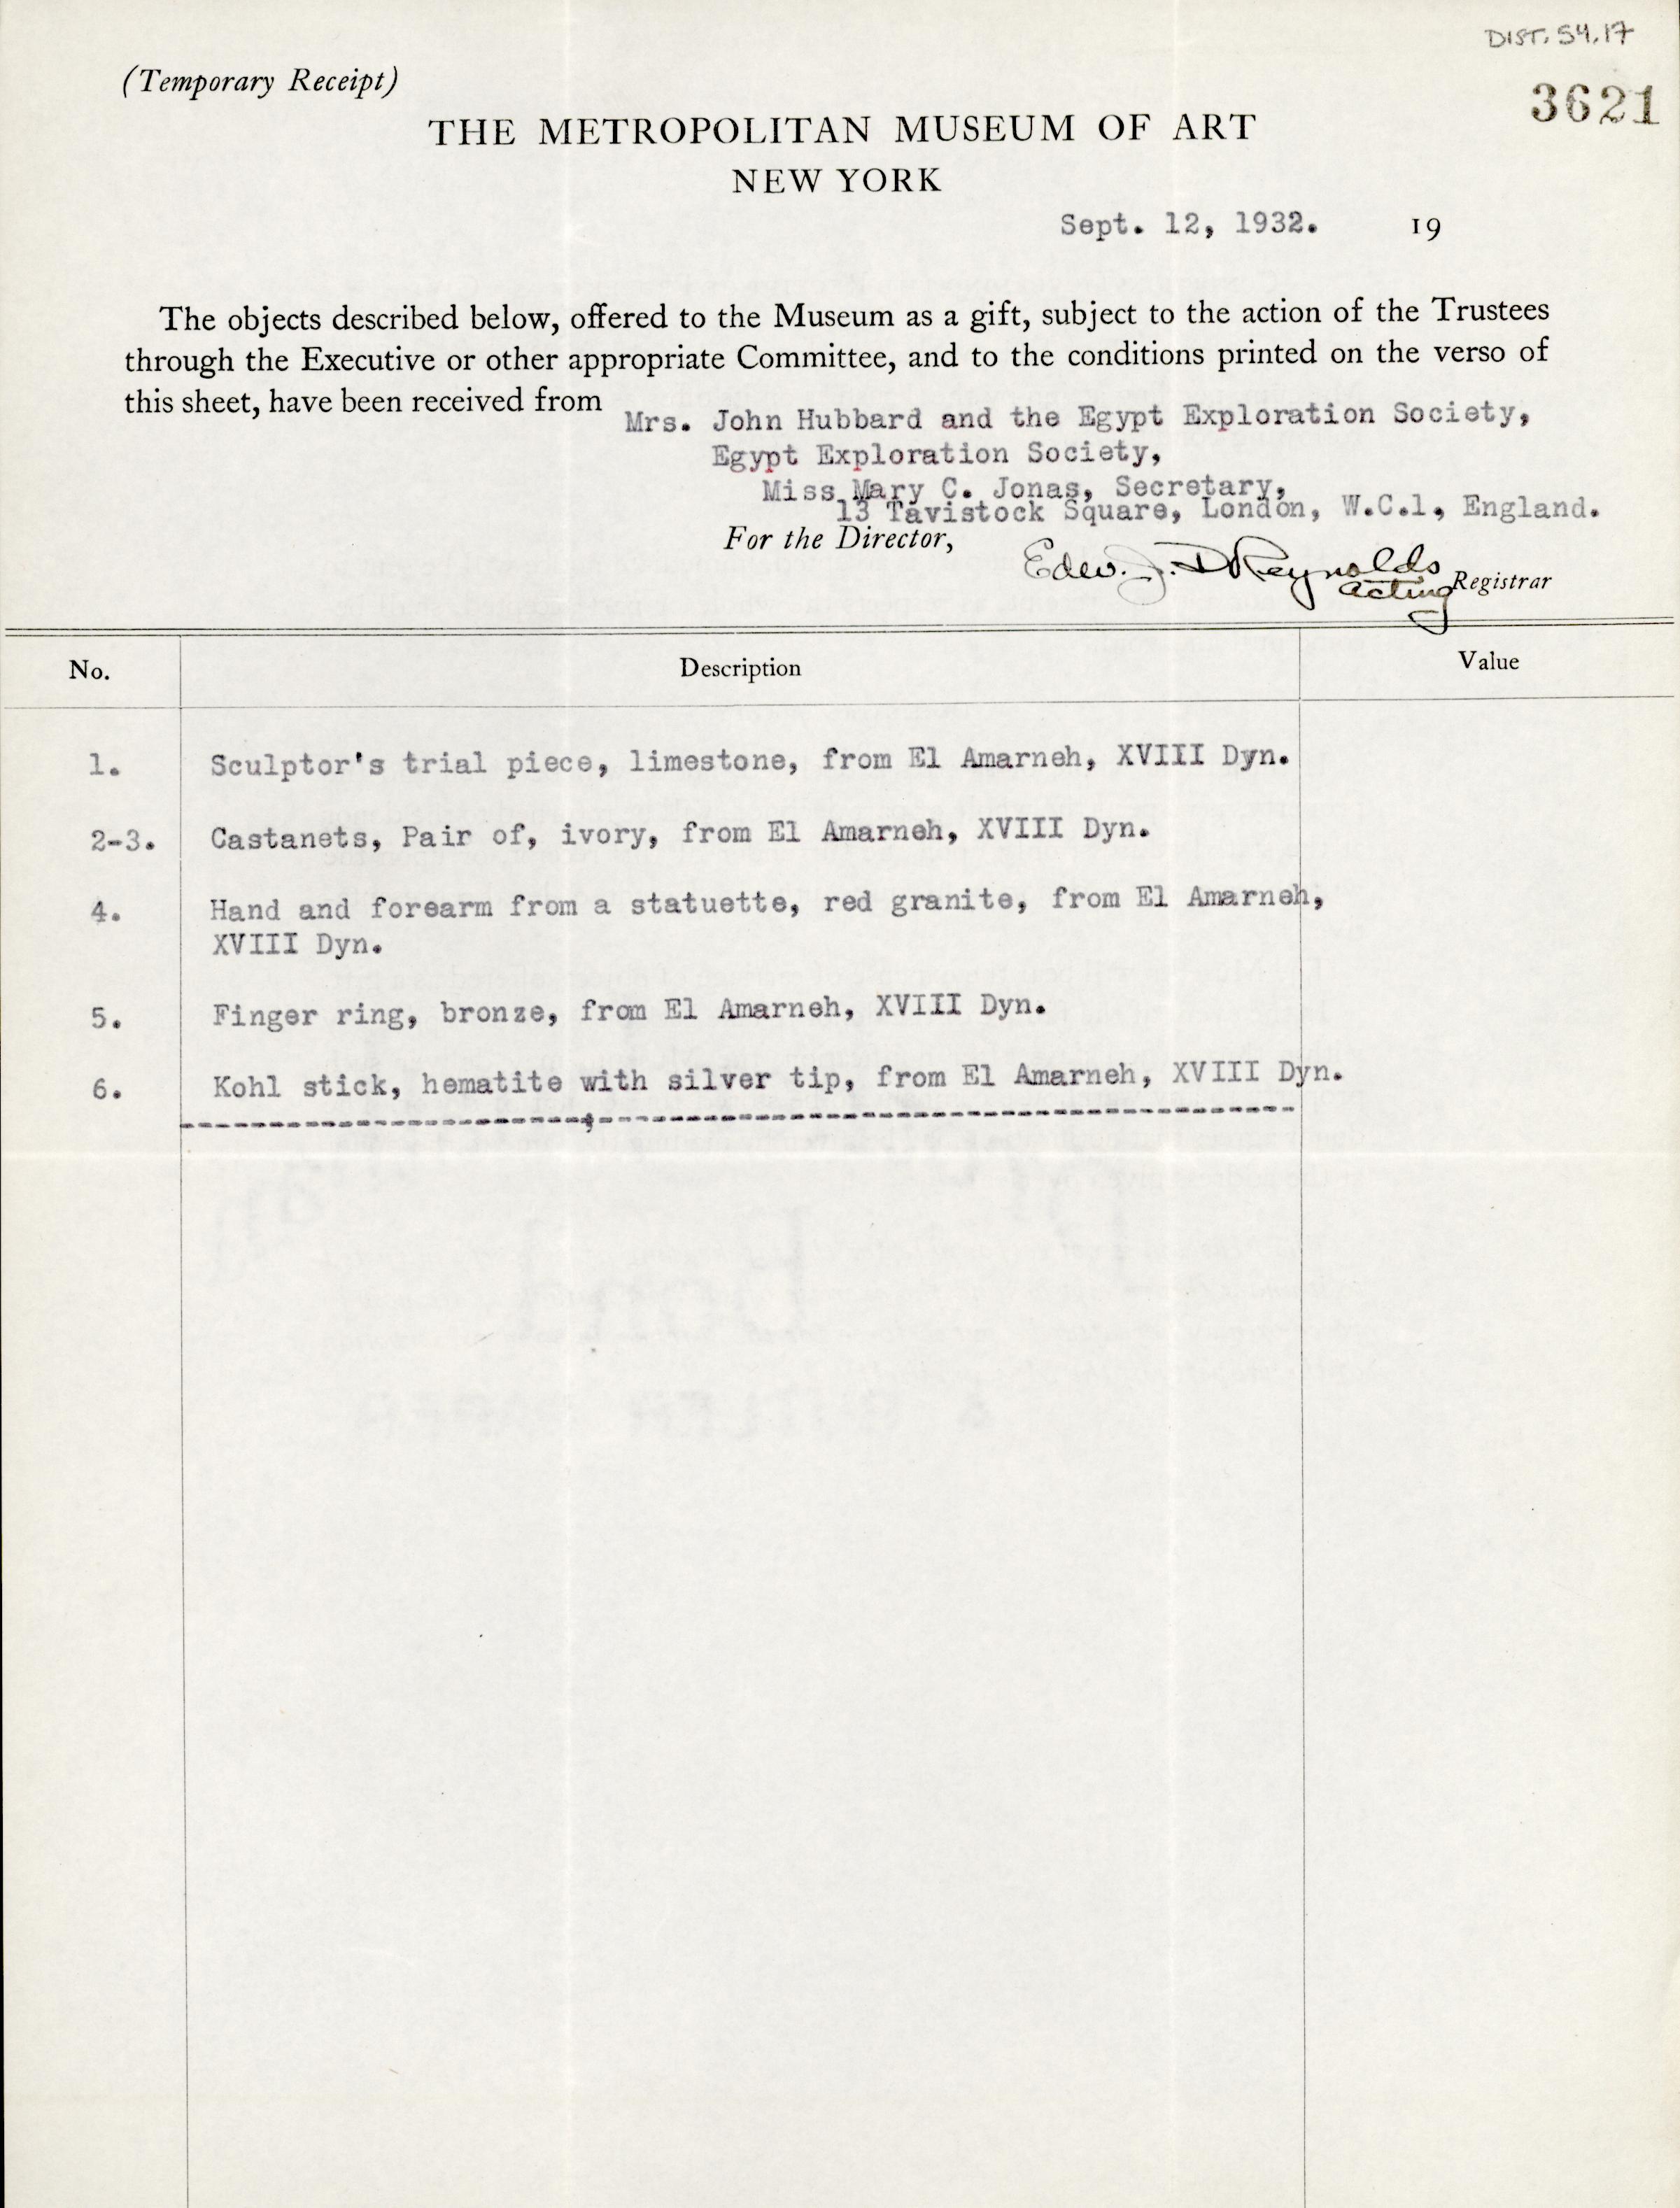 DIST. 54.17
(Temporary Receipt)
3621
THE METROPOLITAN MUSEUM OF ART
NEW YORK
Sept. 12, 1932. 19
The objects described below, offered to the Museum as a gift, subject to the action of the Trustees
through the Executive or other appropriate Committee, and to the conditions printed on the verso of
this sheet, have been received from
Mrs. John Hubbard and the Egypt Exploration Society,
Egypt Exploration Society,
Miss Mary C. Jonas, Secretary,
13 Tavistock Square, London, W.C.1, England.
For the Director,
Edw. J. D Reynolds
acting Registrar
No. Description Value
1. Sculptor's trial piece, limestone, from El Amarneh, XVIII Dyn.
2-3. Castanets, Pair of, ivory, from El Amarneh, XVIII Dyn.
4. Hand and forearm from a statuette, red granite, from El Amarneh,
XVIII Dyn.
5. Finger ring, bronze, from El Amarneh, XVIII Dyn.
6. Kohl stick, hematite with silver tip, from El Amarneh, XVIII Dyn.